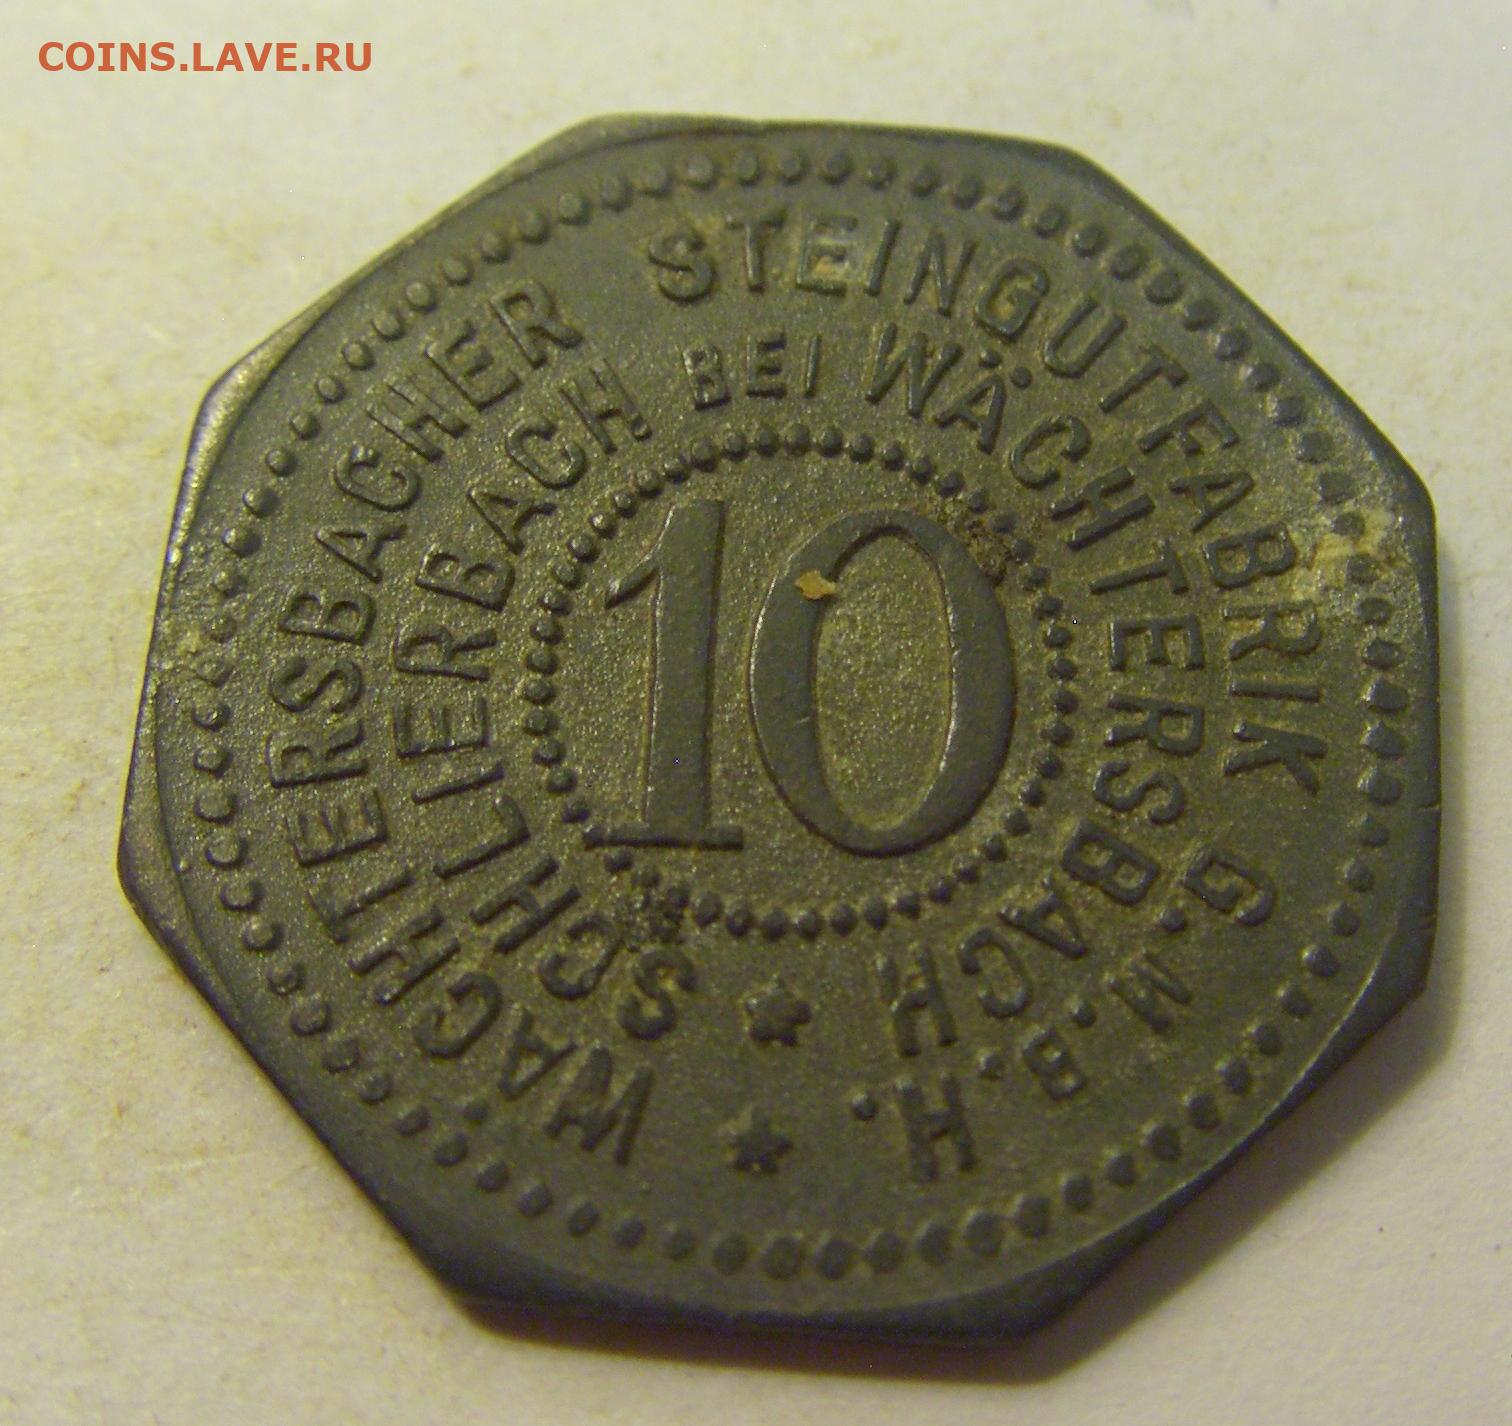 COINS.LAVE.RU
WÄCHTERSBACHER STEINGUTFABRIK G.M.B.H.
SCHLIERBACH BEI WÄCHTERSBACH
10